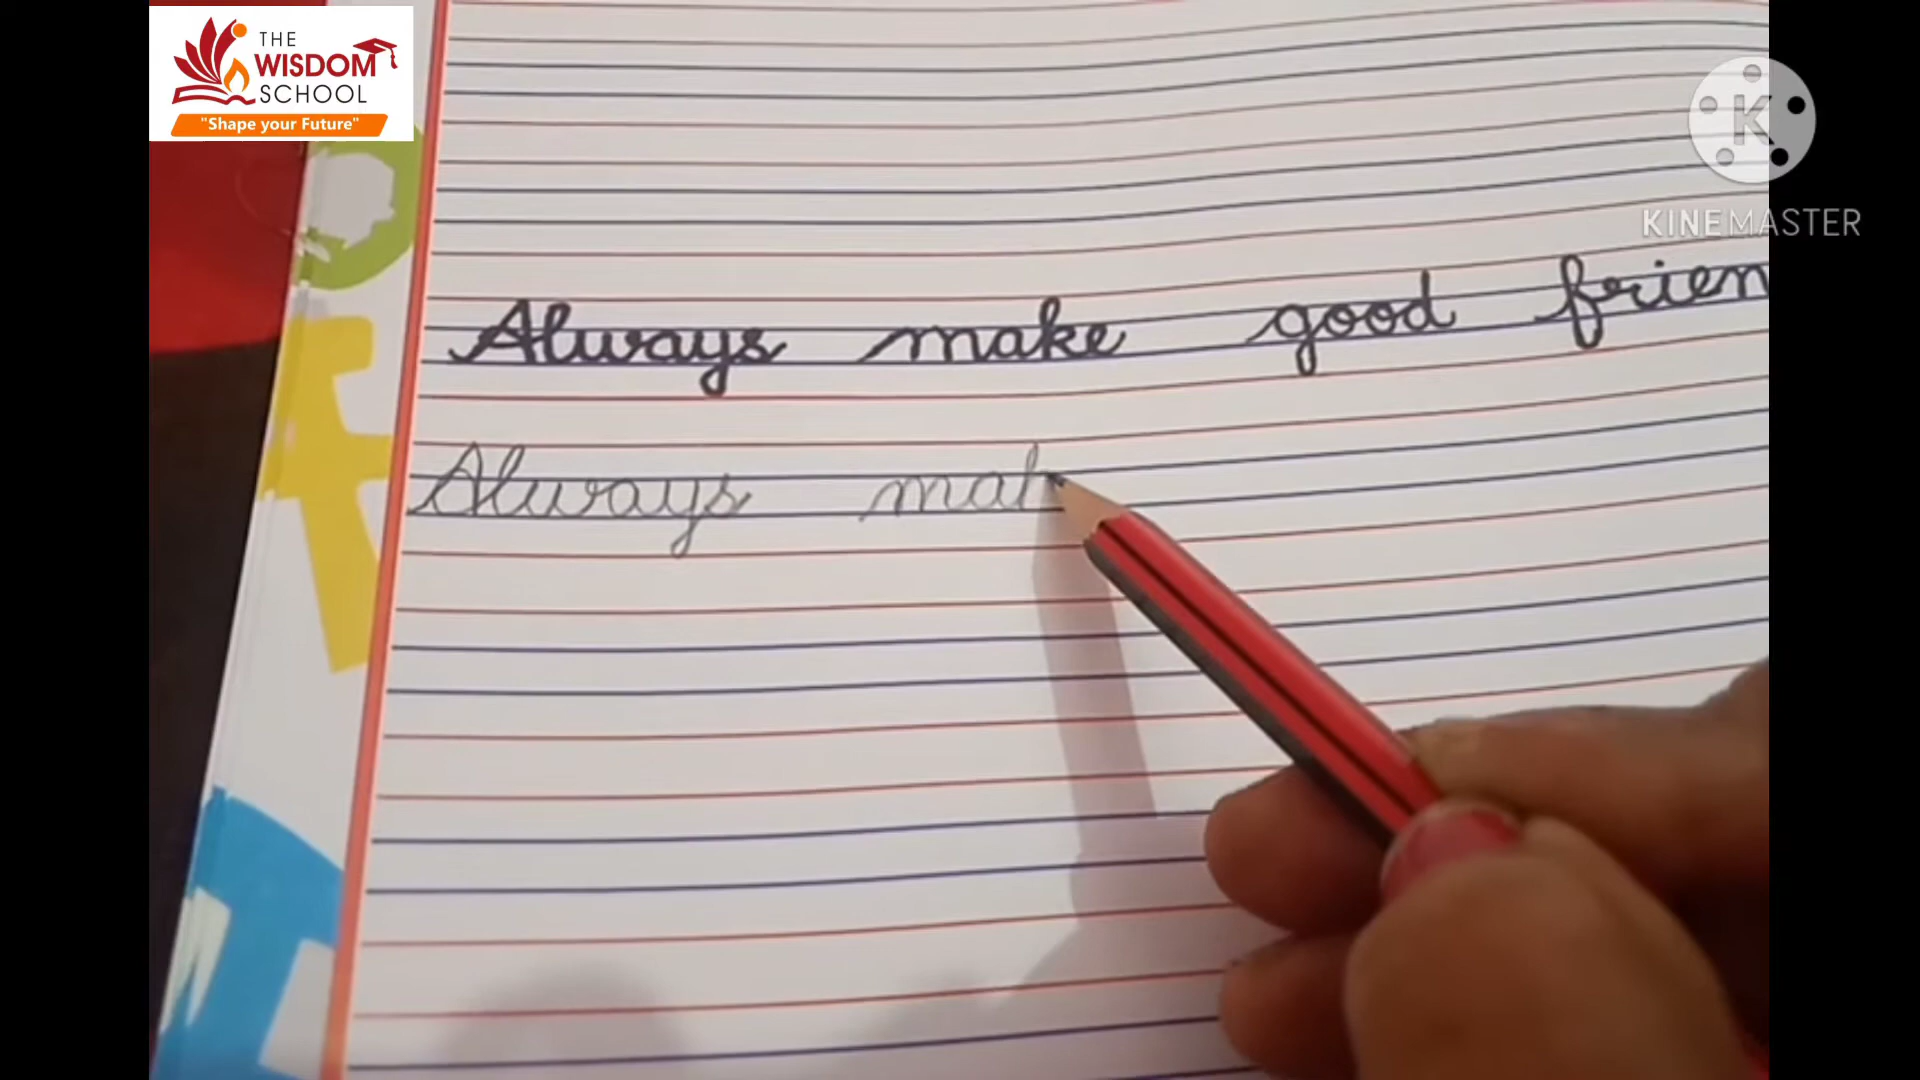 THE
WISDOM
SCHOOL
"Shape your Future"
K
KINEMASTER
Always make good frien
Always mak